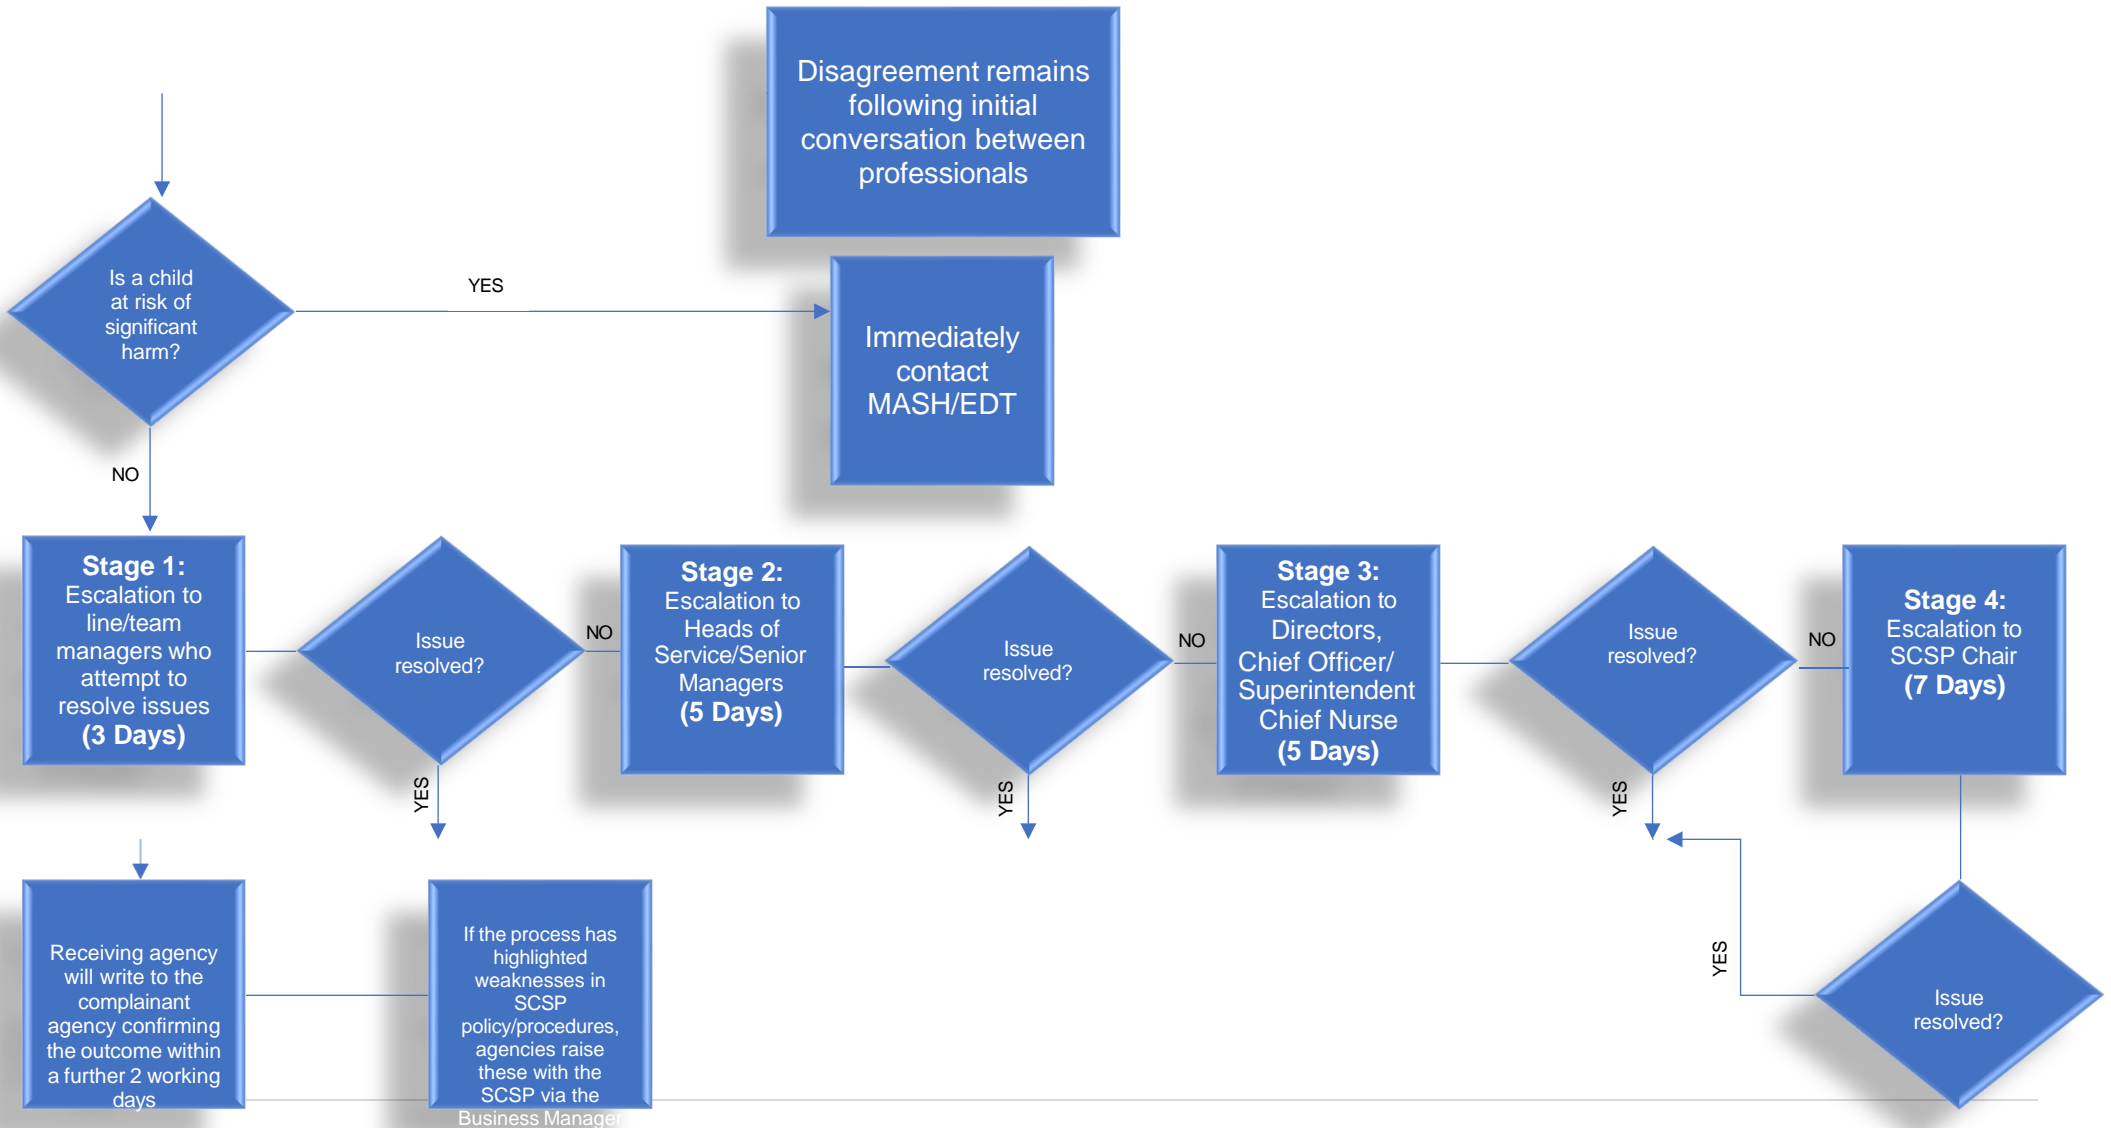 Disagreement remains
following initial
conversation between
professionals
Is a child
at risk of
significant
harm?
YES
Immediately
contact
MASH/EDT
NO
Stage 1:
Escalation to
line/team
managers who
attempt to
resolve issues
(3 Days)
Issue
resolved?
NO
YES
Stage 2:
Escalation to
Heads of
Service/Senior
Managers
(5 Days)
Issue
resolved?
NO
YES
Stage 3:
Escalation to
Directors,
Chief Officer/
Superintendent
Chief Nurse
(5 Days)
Issue
resolved?
NO
YES
Stage 4:
Escalation to
SCSP Chair
(7 Days)
Receiving agency
will write to the
complainant
agency confirming
the outcome within
a further 2 working
days
If the process has
highlighted
weaknesses in
SCSP
policy/procedures,
agencies raise
these with the
SCSP via the
Business Manager
YES
Issue
resolved?